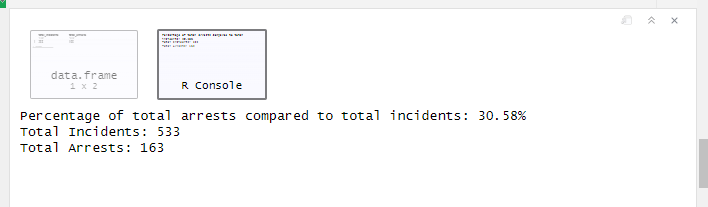 data.frame
1 x 2
R Console
Percentage of total arrests compared to total incidents: 30.58%
Total Incidents: 533
Total Arrests: 163